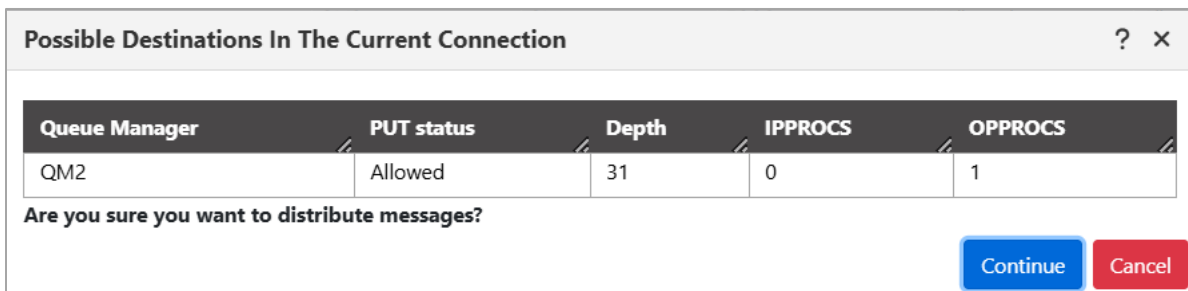 Possible Destinations In The Current Connection ? ×
Queue Manager PUT status Depth IPPROCS OPPROCS
QM2 Allowed 31 0 1
Are you sure you want to distribute messages?
Continue Cancel